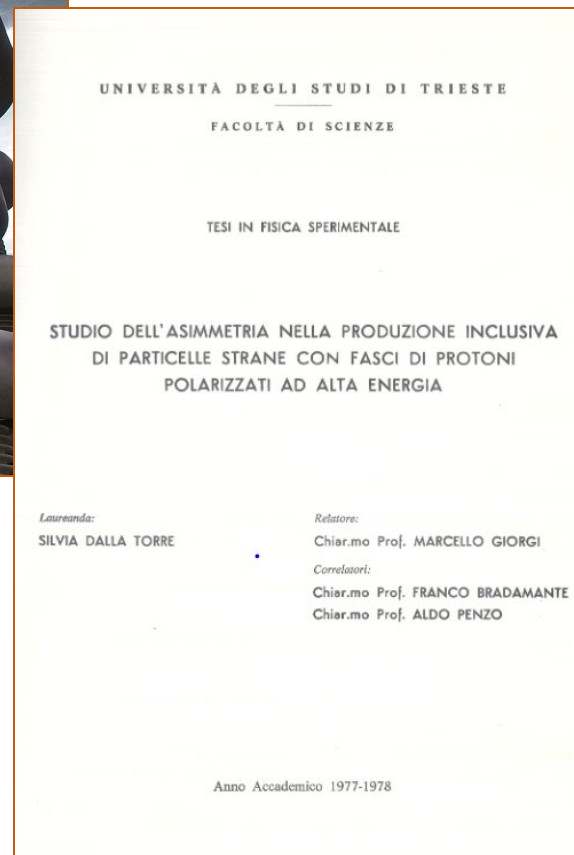 UNIVERSITÀ DEGLI STUDI DI TRIESTE
FACOLTÀ DI SCIENZE
TESI IN FISICA SPERIMENTALE
STUDIO DELL'ASIMMETRIA NELLA PRODUZIONE INCLUSIVA
DI PARTICELLE STRANE CON FASCI DI PROTONI
POLARIZZATI AD ALTA ENERGIA
Laureanda:
SILVIA DALLA TORRE
Relatore:
Chiar.mo Prof. MARCELLO GIORGI
Correlatori:
Chiar.mo Prof. FRANCO BRADAMANTE
Chiar.mo Prof. ALDO PENZO
Anno Accademico 1977-1978